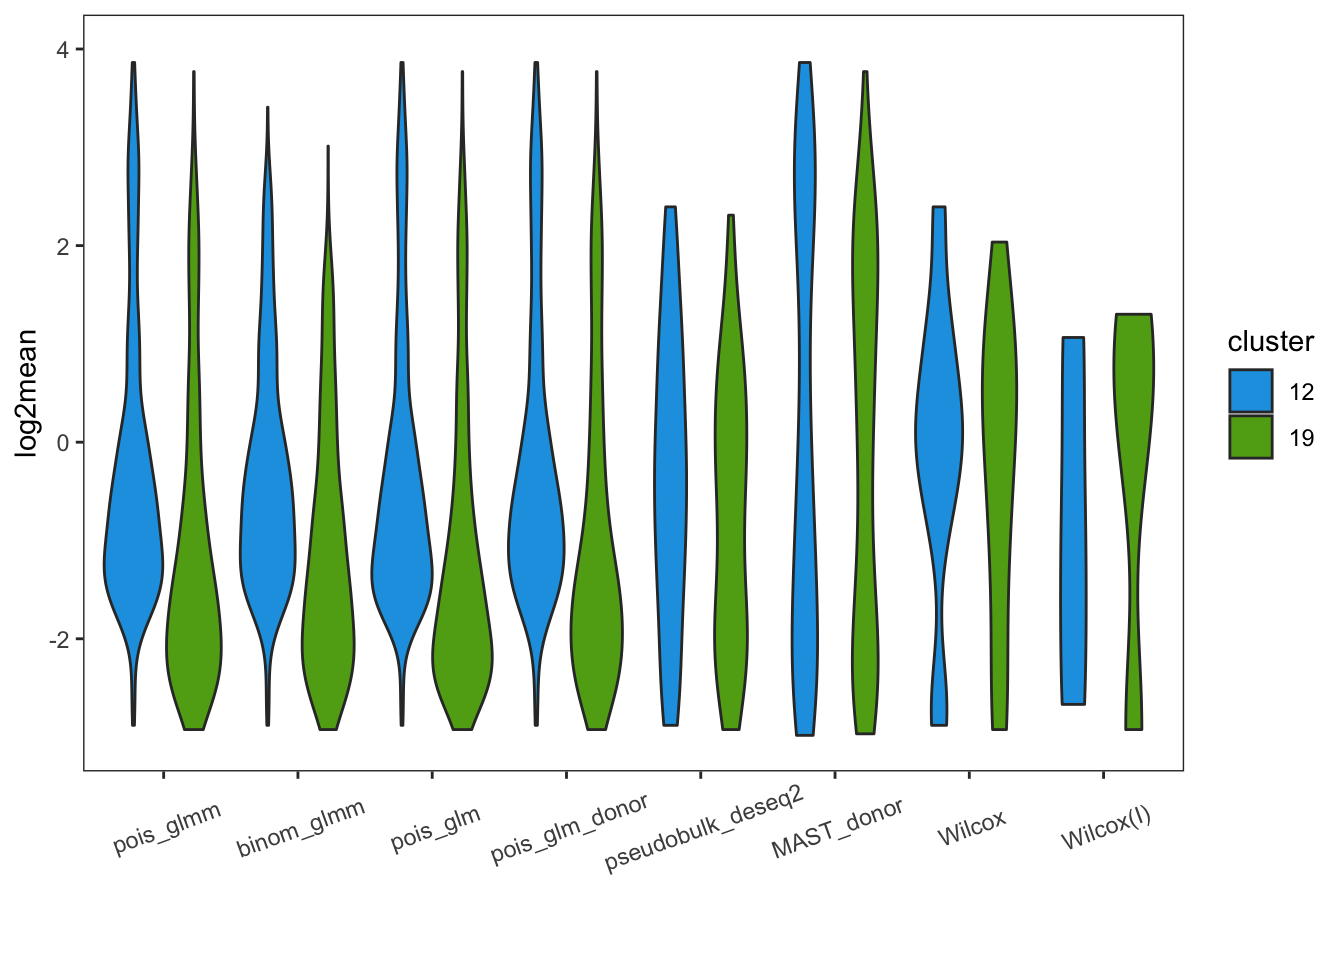 log2mean
4
2
0
-2
pois_glmm
binom_glmm
pois_glm
pois_glm_donor
pseudobulk_deseq2
MAST_donor
Wilcox
Wilcox(l)
cluster
12
19